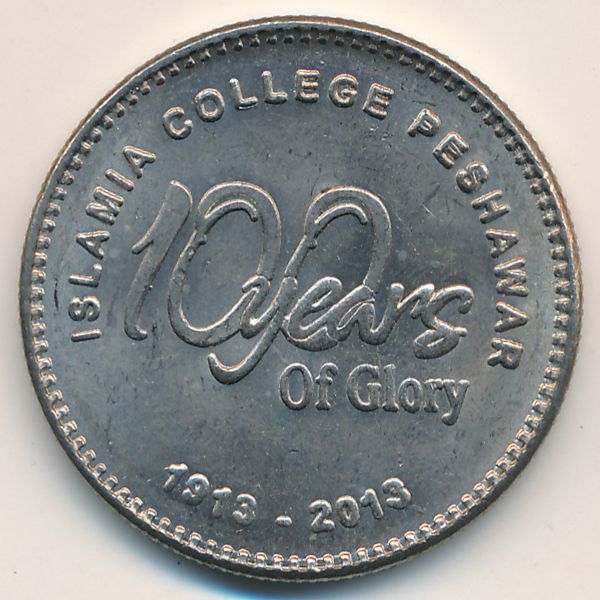 ISLAMIA COLLEGE PESHAWAR
100 years
Of Glory
1913 - 2013